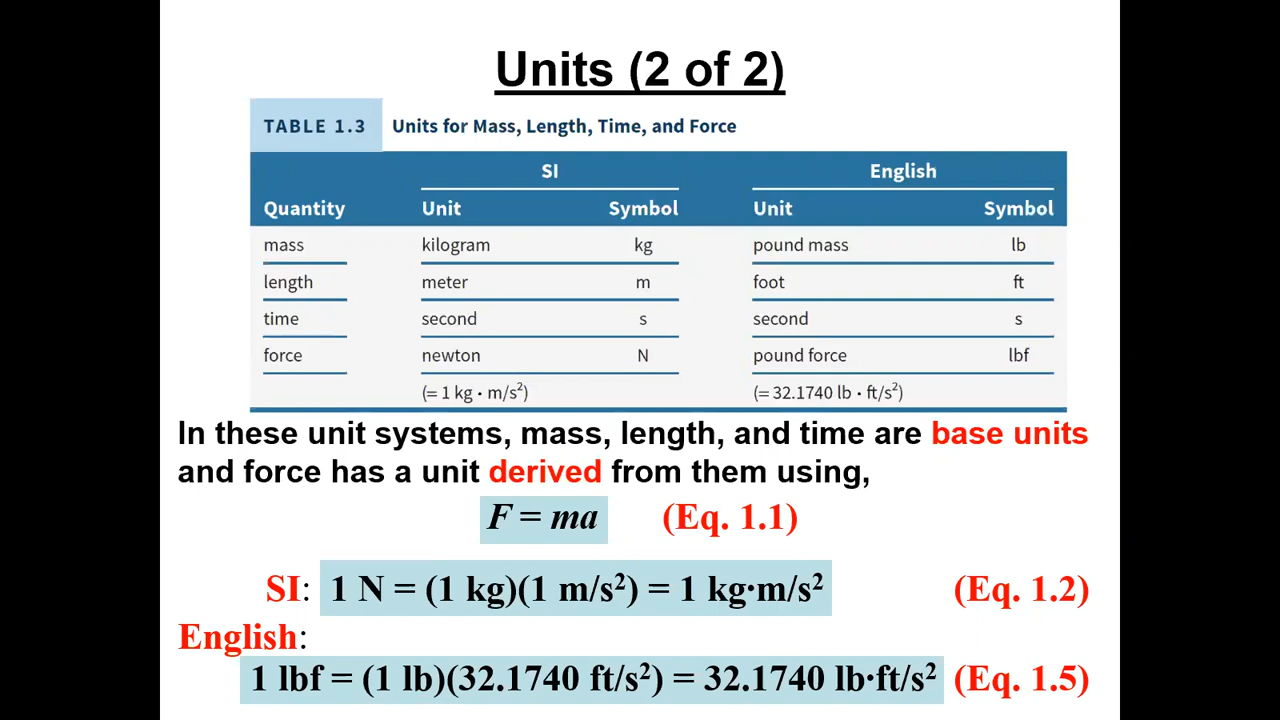 Units (2 of 2)
TABLE 1.3 Units for Mass, Length, Time, and Force
SI English
Quantity Unit Symbol Unit Symbol
mass kilogram kg pound mass lb
length meter m foot ft
time second s second s
force newton N pound force lbf
(= 1 kg · m/s²) (= 32.1740 lb · ft/s²)
In these unit systems, mass, length, and time are base units
and force has a unit derived from them using,
F = ma (Eq. 1.1)
SI: 1 N = (1 kg)(1 m/s²) = 1 kg·m/s² (Eq. 1.2)
English:
1 lbf = (1 lb)(32.1740 ft/s²) = 32.1740 lb·ft/s² (Eq. 1.5)